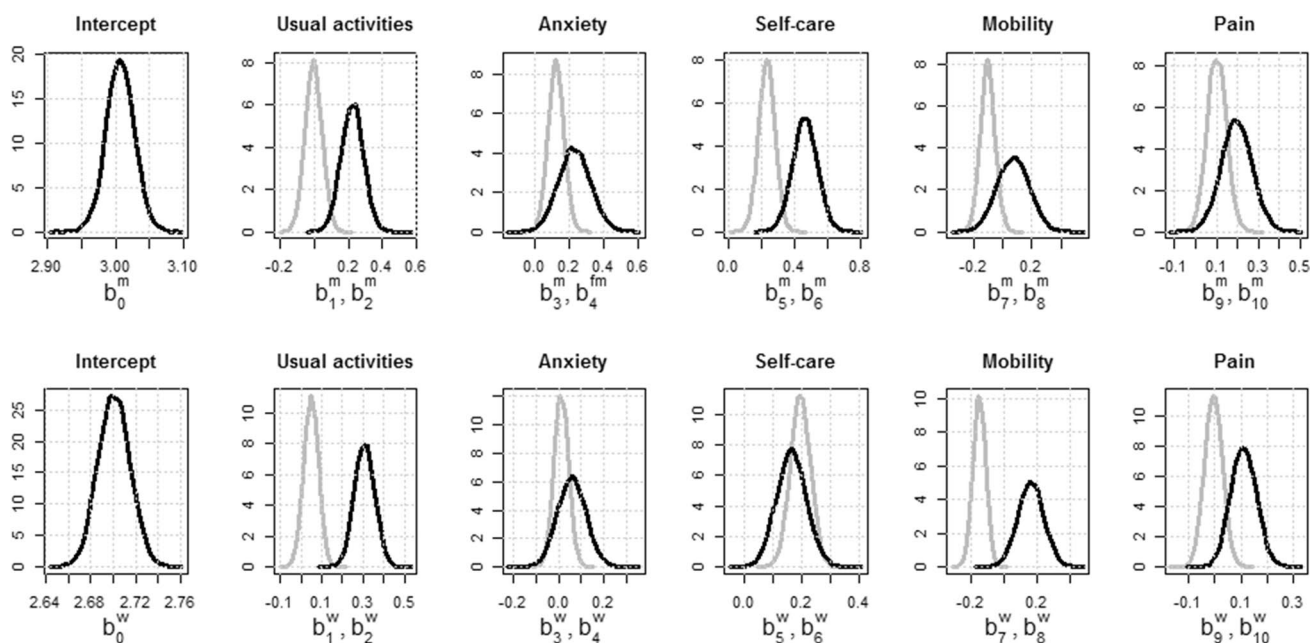 Intercept Usual activities Anxiety Self-care Mobility Pain
20 8 8 8 8 8
15 6 6 6 6 6
10 4 4 4 4 4
5 2 2 2 2 2
0 0 0 0 0 0
2.90 3.00 3.10 -0.2 0.2 0.4 0.6 0.0 0.2 0.4 0.6 0.0 0.4 0.8 -0.2 0.2 -0.1 0.1 0.3 0.5
b₀ᵐ b₁ᵐ, b₂ᵐ b₃ᵐ, b₄ᶠᵐ b₅ᵐ, b₆ᵐ b₇ᵐ, b₈ᵐ b₉ᵐ, b₁₀ᵐ
Intercept Usual activities Anxiety Self-care Mobility Pain
25 10 10 10 10
20 8 8 8 8 10
15 6 6 6 6 8
10 4 4 4 4 6
5 2 2 2 2 4
0 0 0 0 0 2
0
2.64 2.68 2.72 2.76 -0.1 0.1 0.3 0.5 -0.2 0.0 0.2 0.0 0.2 0.4 -0.2 0.2 -0.1 0.1 0.3
b₀ʷ b₁ʷ, b₂ʷ b₃ʷ, b₄ʷ b₅ʷ, b₆ʷ b₇ʷ, b₈ʷ b₉ʷ, b₁₀ʷ